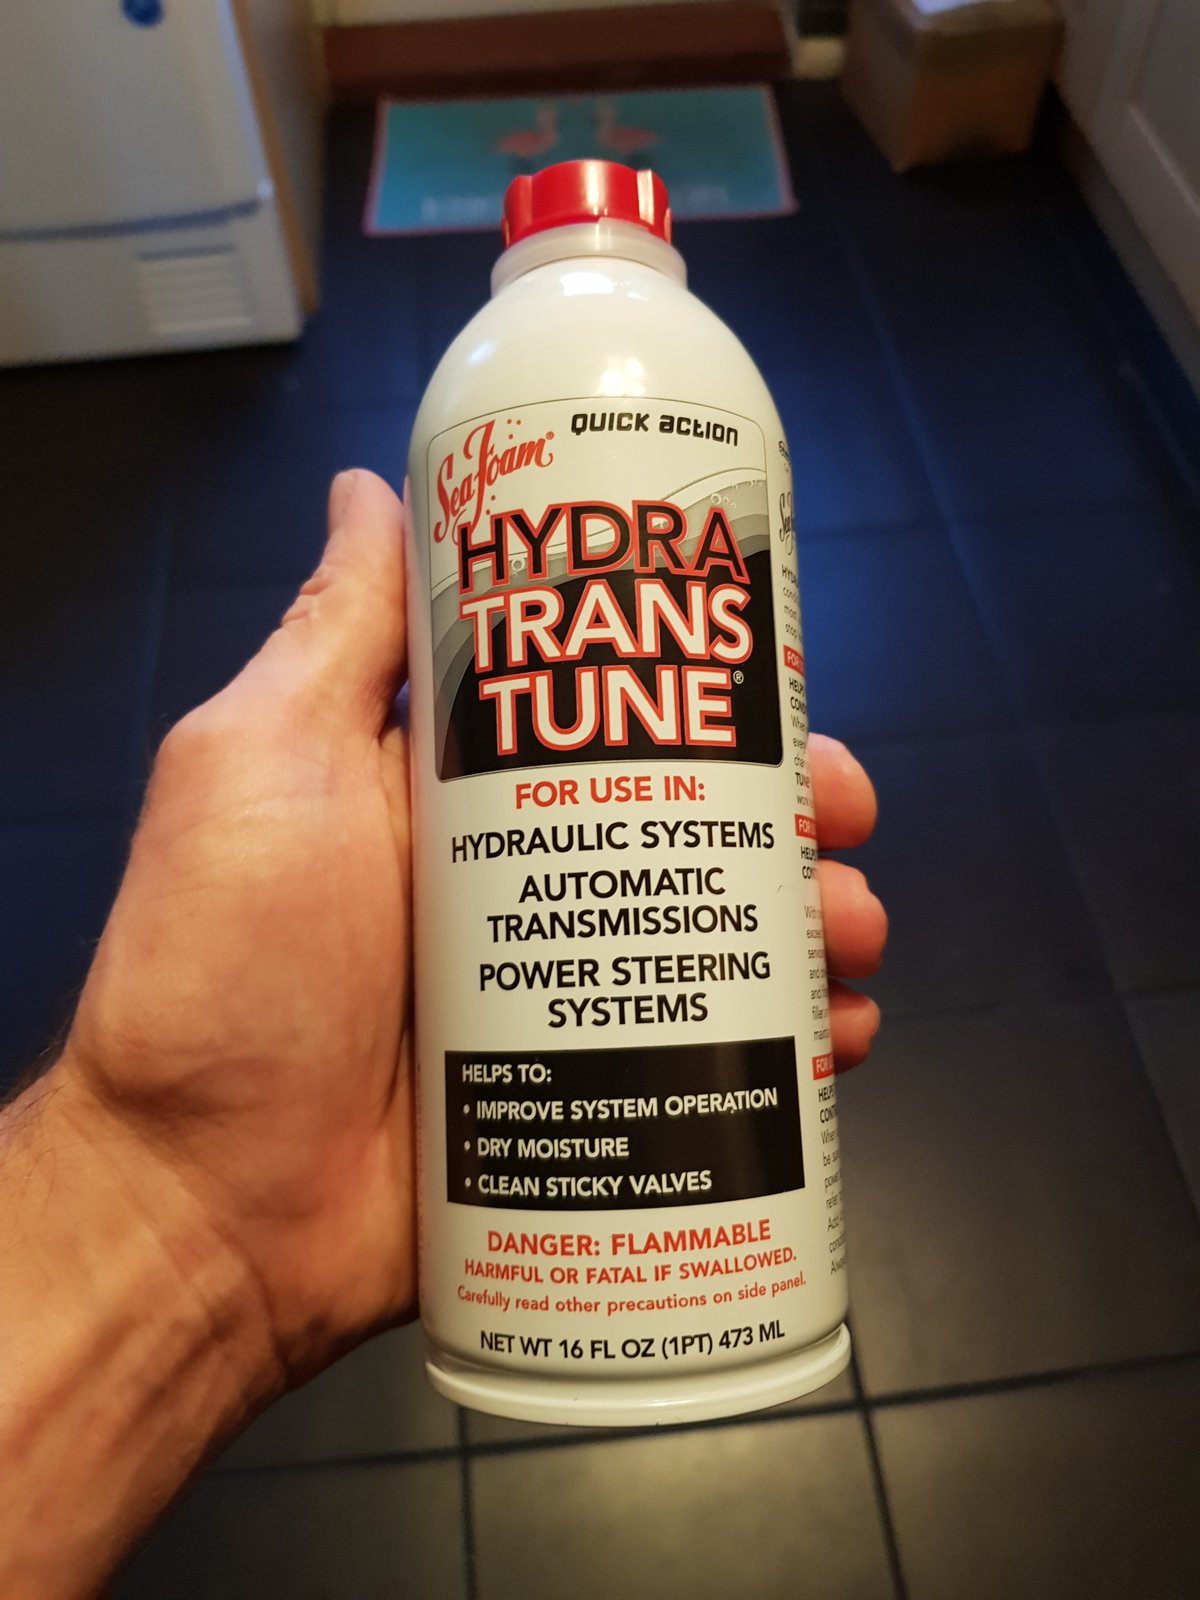 Sea Foam® QUICK ACTION
HYDRA
TRANS
TUNE®
FOR USE IN:
HYDRAULIC SYSTEMS
AUTOMATIC
TRANSMISSIONS
POWER STEERING
SYSTEMS
HELPS TO:
• IMPROVE SYSTEM OPERATION
• DRY MOISTURE
• CLEAN STICKY VALVES
DANGER: FLAMMABLE
HARMFUL OR FATAL IF SWALLOWED.
Carefully read other precautions on side panel.
NET WT 16 FL OZ (1PT) 473 ML